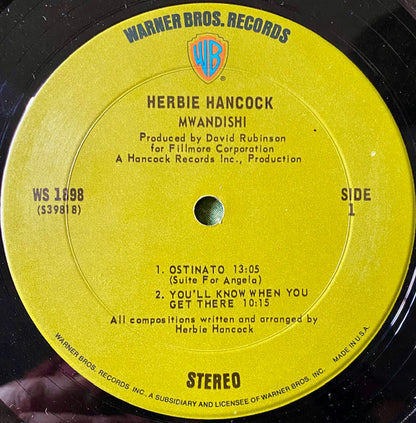 WARNER BROS. RECORDS
WB
HERBIE HANCOCK
MWANDISHI
Produced by David Rubinson
for Fillmore Corporation
A Hancock Records Inc., Production
WS 1898
(S39818)
SIDE
1
1. OSTINATO 13:05
(Suite For Angela)
2. YOU'LL KNOW WHEN YOU
GET THERE 10:15
All compositions written and arranged by
Herbie Hancock
STEREO
WARNER BROS. RECORDS INC., A SUBSIDIARY AND LICENSEE OF WARNER BROS. INC. MADE IN U.S.A.